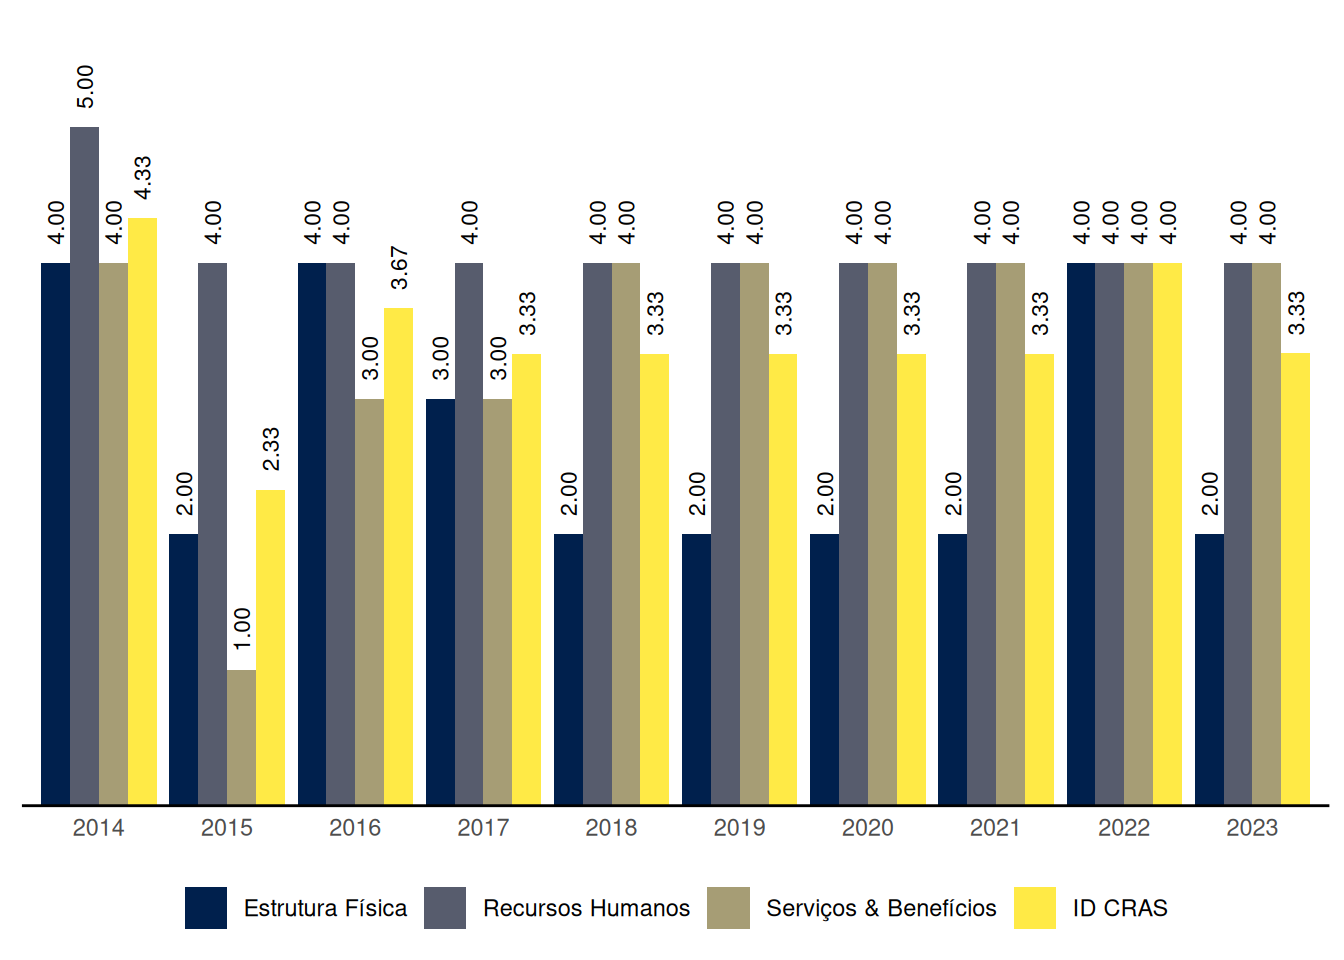 5.00
4.33
4.00 4.00 4.00 4.00 4.00 4.00 4.00 4.00 4.00 4.00 4.00 4.00 4.00 4.00 4.00 4.00 4.00 4.00 4.00 4.00
3.67
3.33 3.33 3.33 3.33 3.33 3.33
3.00 3.00 3.00
2.33
2.00 2.00 2.00 2.00 2.00 2.00
1.00
2014 2015 2016 2017 2018 2019 2020 2021 2022 2023
Estrutura Física Recursos Humanos Serviços & Benefícios ID CRAS